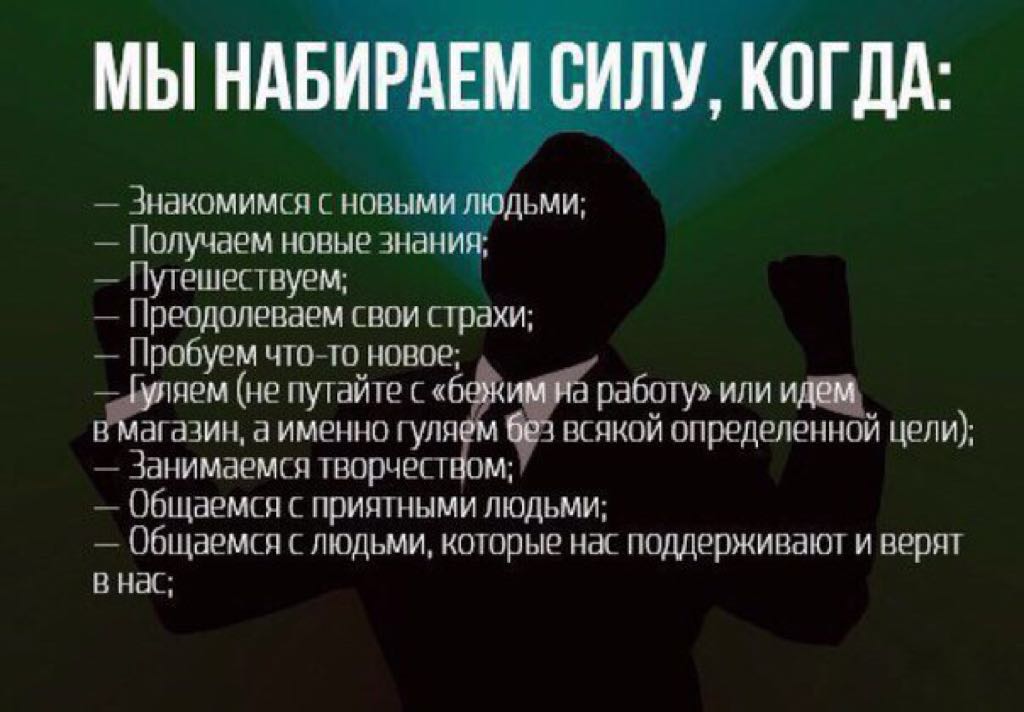 МЫ НАБИРАЕМ СИЛУ, КОГДА:
— Знакомимся с новыми людьми;
— Получаем новые знания;
— Путешествуем;
— Преодолеваем свои страхи;
— Пробуем что-то новое;
— Гуляем (не путайте с «бежим на работу» или идем
в магазин, а именно гуляем без всякой определенной цели);
— Занимаемся творчеством;
— Общаемся с приятными людьми;
— Общаемся с людьми, которые нас поддерживают и верят
в нас;